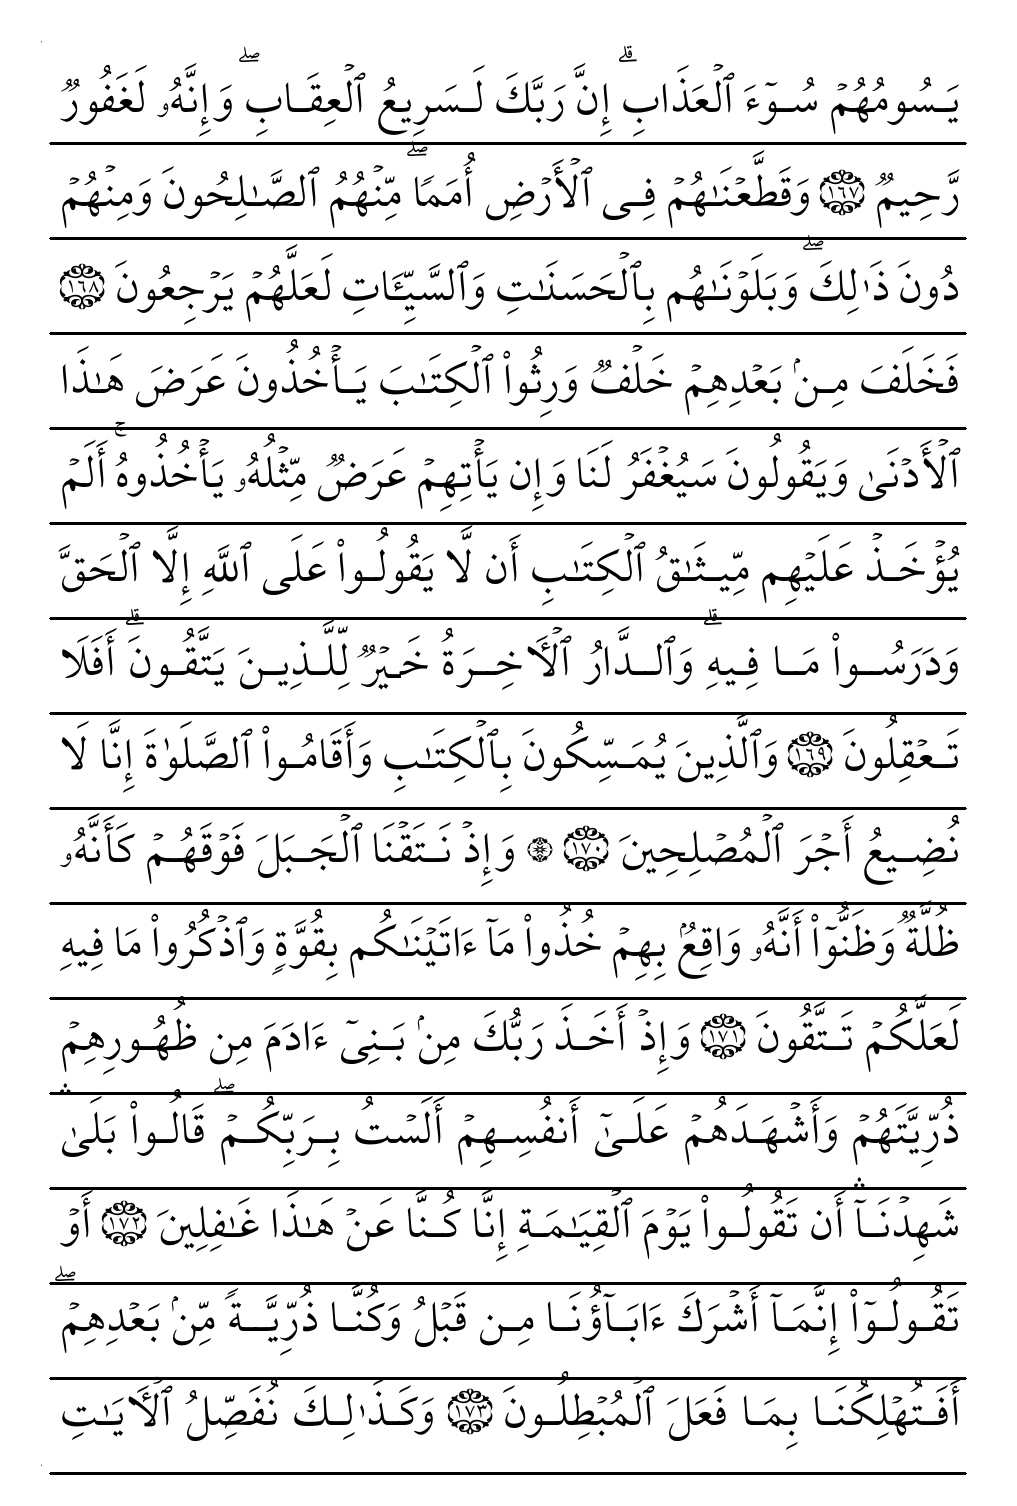 يَسُومُهُمْ سُوٓءَ ٱلْعَذَابِ ۗ إِنَّ رَبَّكَ لَسَرِيعُ ٱلْعِقَابِ ۖ وَإِنَّهُۥ لَغَفُورٌ
رَّحِيمٌ ١٦٧ وَقَطَّعْنَـٰهُمْ فِى ٱلْأَرْضِ أُمَمًا ۖ مِّنْهُمُ ٱلصَّـٰلِحُونَ وَمِنْهُمْ
دُونَ ذَٰلِكَ ۖ وَبَلَوْنَـٰهُم بِٱلْحَسَنَـٰتِ وَٱلسَّيِّـَٔاتِ لَعَلَّهُمْ يَرْجِعُونَ ١٦٨
فَخَلَفَ مِنۢ بَعْدِهِمْ خَلْفٌ وَرِثُوا۟ ٱلْكِتَـٰبَ يَأْخُذُونَ عَرَضَ هَـٰذَا
ٱلْأَدْنَىٰ وَيَقُولُونَ سَيُغْفَرُ لَنَا وَإِن يَأْتِهِمْ عَرَضٌ مِّثْلُهُۥ يَأْخُذُوهُ ۚ أَلَمْ
يُؤْخَذْ عَلَيْهِم مِّيثَـٰقُ ٱلْكِتَـٰبِ أَن لَّا يَقُولُوا۟ عَلَى ٱللَّهِ إِلَّا ٱلْحَقَّ
وَدَرَسُوا۟ مَا فِيهِ ۗ وَٱلدَّارُ ٱلْـَٔاخِرَةُ خَيْرٌ لِّلَّذِينَ يَتَّقُونَ ۗ أَفَلَا
تَعْقِلُونَ ١٦٩ وَٱلَّذِينَ يُمَسِّكُونَ بِٱلْكِتَـٰبِ وَأَقَامُوا۟ ٱلصَّلَوٰةَ إِنَّا لَا
نُضِيعُ أَجْرَ ٱلْمُصْلِحِينَ ١٧٠ ۞ وَإِذْ نَتَقْنَا ٱلْجَبَلَ فَوْقَهُمْ كَأَنَّهُۥ
ظُلَّةٌ وَظَنُّوٓا۟ أَنَّهُۥ وَاقِعٌۢ بِهِمْ خُذُوا۟ مَآ ءَاتَيْنَـٰكُم بِقُوَّةٍ وَٱذْكُرُوا۟ مَا فِيهِ
لَعَلَّكُمْ تَتَّقُونَ ١٧١ وَإِذْ أَخَذَ رَبُّكَ مِنۢ بَنِىٓ ءَادَمَ مِن ظُهُورِهِمْ
ذُرِّيَّتَهُمْ وَأَشْهَدَهُمْ عَلَىٰٓ أَنفُسِهِمْ أَلَسْتُ بِرَبِّكُمْ ۖ قَالُوا۟ بَلَىٰ ۛ
شَهِدْنَآ ۛ أَن تَقُولُوا۟ يَوْمَ ٱلْقِيَـٰمَةِ إِنَّا كُنَّا عَنْ هَـٰذَا غَـٰفِلِينَ ١٧٢ أَوْ
تَقُولُوٓا۟ إِنَّمَآ أَشْرَكَ ءَابَآؤُنَا مِن قَبْلُ وَكُنَّا ذُرِّيَّةً مِّنۢ بَعْدِهِمْ ۖ
أَفَتُهْلِكُنَا بِمَا فَعَلَ ٱلْمُبْطِلُونَ ١٧٣ وَكَذَٰلِكَ نُفَصِّلُ ٱلْـَٔايَـٰتِ